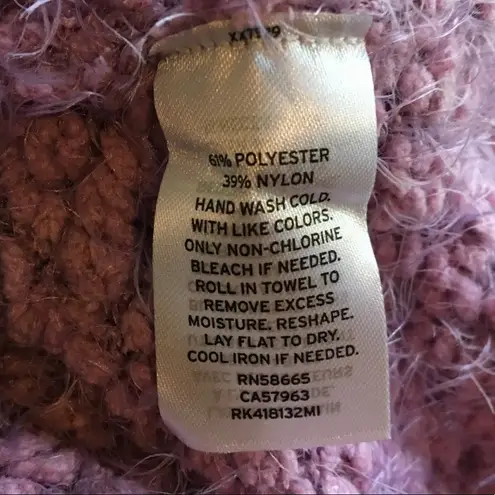 61% POLYESTER
39% NYLON
HAND WASH COLD.
WITH LIKE COLORS.
ONLY NON-CHLORINE
BLEACH IF NEEDED.
ROLL IN TOWEL TO
REMOVE EXCESS
MOISTURE. RESHAPE.
LAY FLAT TO DRY.
COOL IRON IF NEEDED.
RN58665
CA57963
RK418132MI